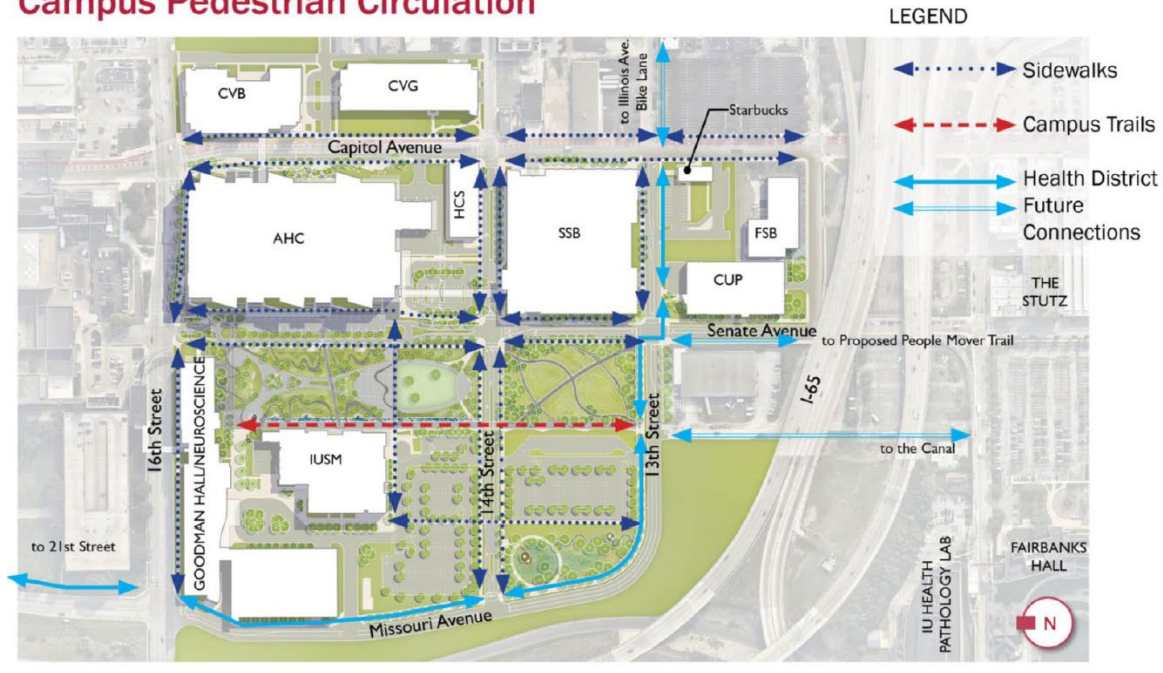 Campus Pedestrian Circulation
LEGEND
Sidewalks
Campus Trails
Health District
Future
Connections
CVB
CVG
to Illinois Ave.
Bike Lane
Starbucks
Capitol Avenue
AHC
HCS
SSB
FSB
CUP
THE
STUTZ
Senate Avenue
to Proposed People Mover Trail
I-65
16th Street
GOODMAN HALL/NEUROSCIENCE
IUSM
14th Street
13th Street
to the Canal
to 21st Street
Missouri Avenue
IU HEALTH
PATHOLOGY LAB
FAIRBANKS
HALL
N